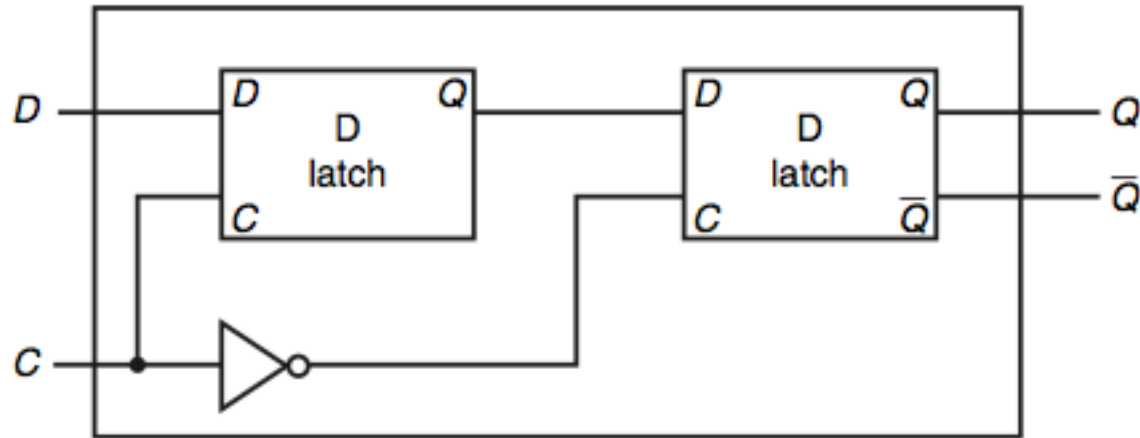 D Q D Q
D D D Q
latch latch Q̅
C C Q̅
C